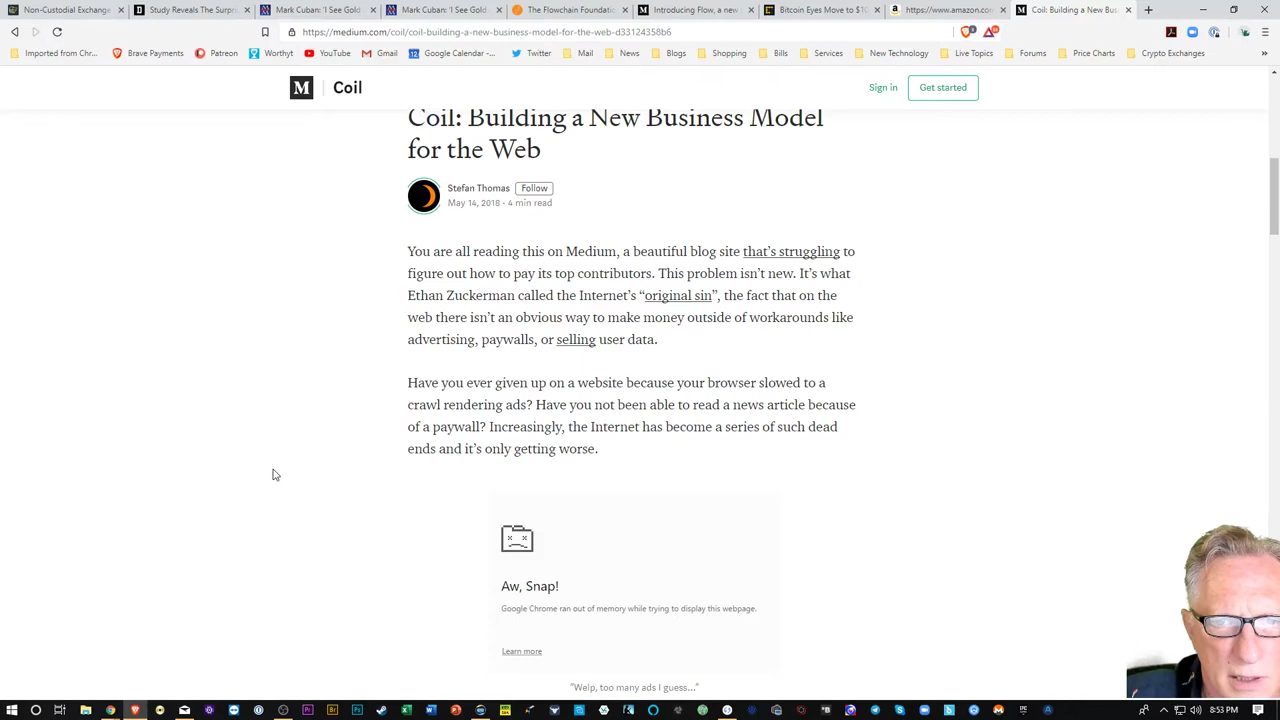 Non-Custodial Exchange
Study Reveals The Surpris
Mark Cuban: 'I See Gold
Mark Cuban: 'I See Gold
The Flowchain Foundatio
Introducing Flow, a new
Bitcoin Eyes Move to $10
https://www.amazon.co
Coil: Building a New Busi
https://medium.com/coil/coil-building-a-new-business-model-for-the-web-d33124358b6
Imported from Chro...
Brave Payments
Patreon
Worthyt
YouTube
Gmail
Google Calendar -...
Twitter
Mail
News
Blogs
Shopping
Bills
Services
New Technology
Live Training
Forums
Price Charts
Crypto Exchanges
M
Coil
Sign in
Get started
Coil: Building a New Business Model
for the Web
Stefan Thomas
Follow
May 14, 2018 · 4 min read
You are all reading this on Medium, a beautiful blog site that's struggling to
figure out how to pay its top contributors. This problem isn't new. It's what
Ethan Zuckerman called the Internet's “original sin”, the fact that on the
web there isn't an obvious way to make money outside of workarounds like
advertising, paywalls, or selling user data.
Have you ever given up on a website because your browser slowed to a
crawl rendering ads? Have you not been able to read a news article because
of a paywall? Increasingly, the Internet has become a series of such dead
ends and it's only getting worse.
Aw, Snap!
Google Chrome ran out of memory while trying to display this webpage.
Learn more
“Welp, too many ads I guess...”
8:53 PM